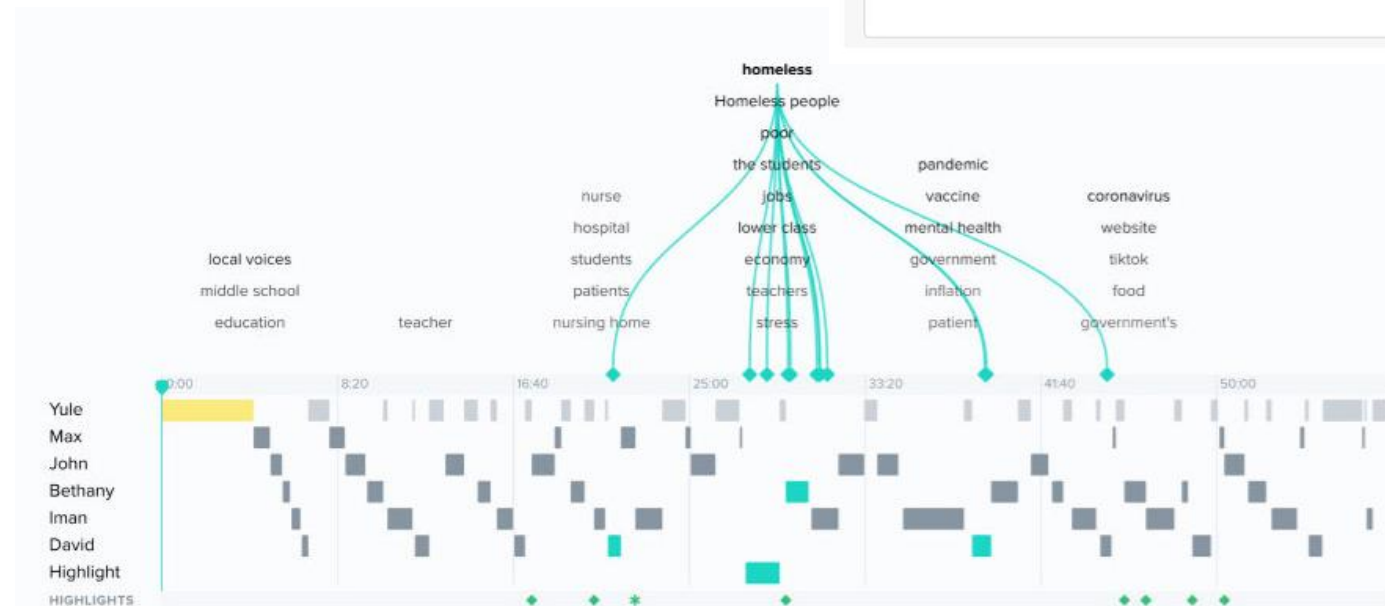 homeless
Homeless people
poor
the students
pandemic
nurse
jobs
vaccine
coronavirus
hospital
lower class
mental health
website
local voices
students
economy
government
tiktok
middle school
patients
teachers
inflation
food
education
teacher
nursing home
stress
patient
government's
0:00 8:20 16:40 25:00 33:20 41:40 50:00
Yule
Max
John
Bethany
Iman
David
Highlight
HIGHLIGHTS